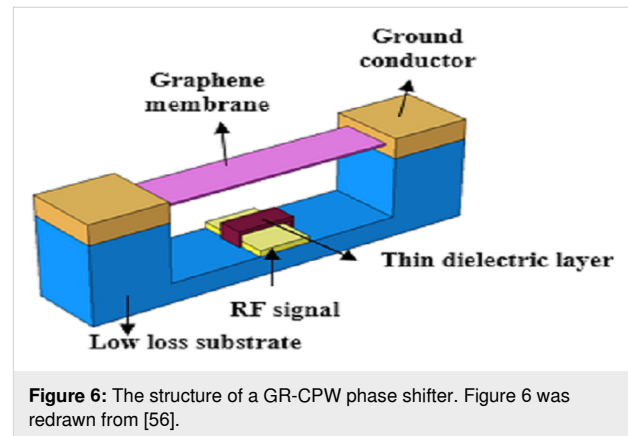 Ground
conductor
Graphene
membrane
Thin dielectric layer
RF signal
Low loss substrate
Figure 6: The structure of a GR-CPW phase shifter. Figure 6 was
redrawn from [56].